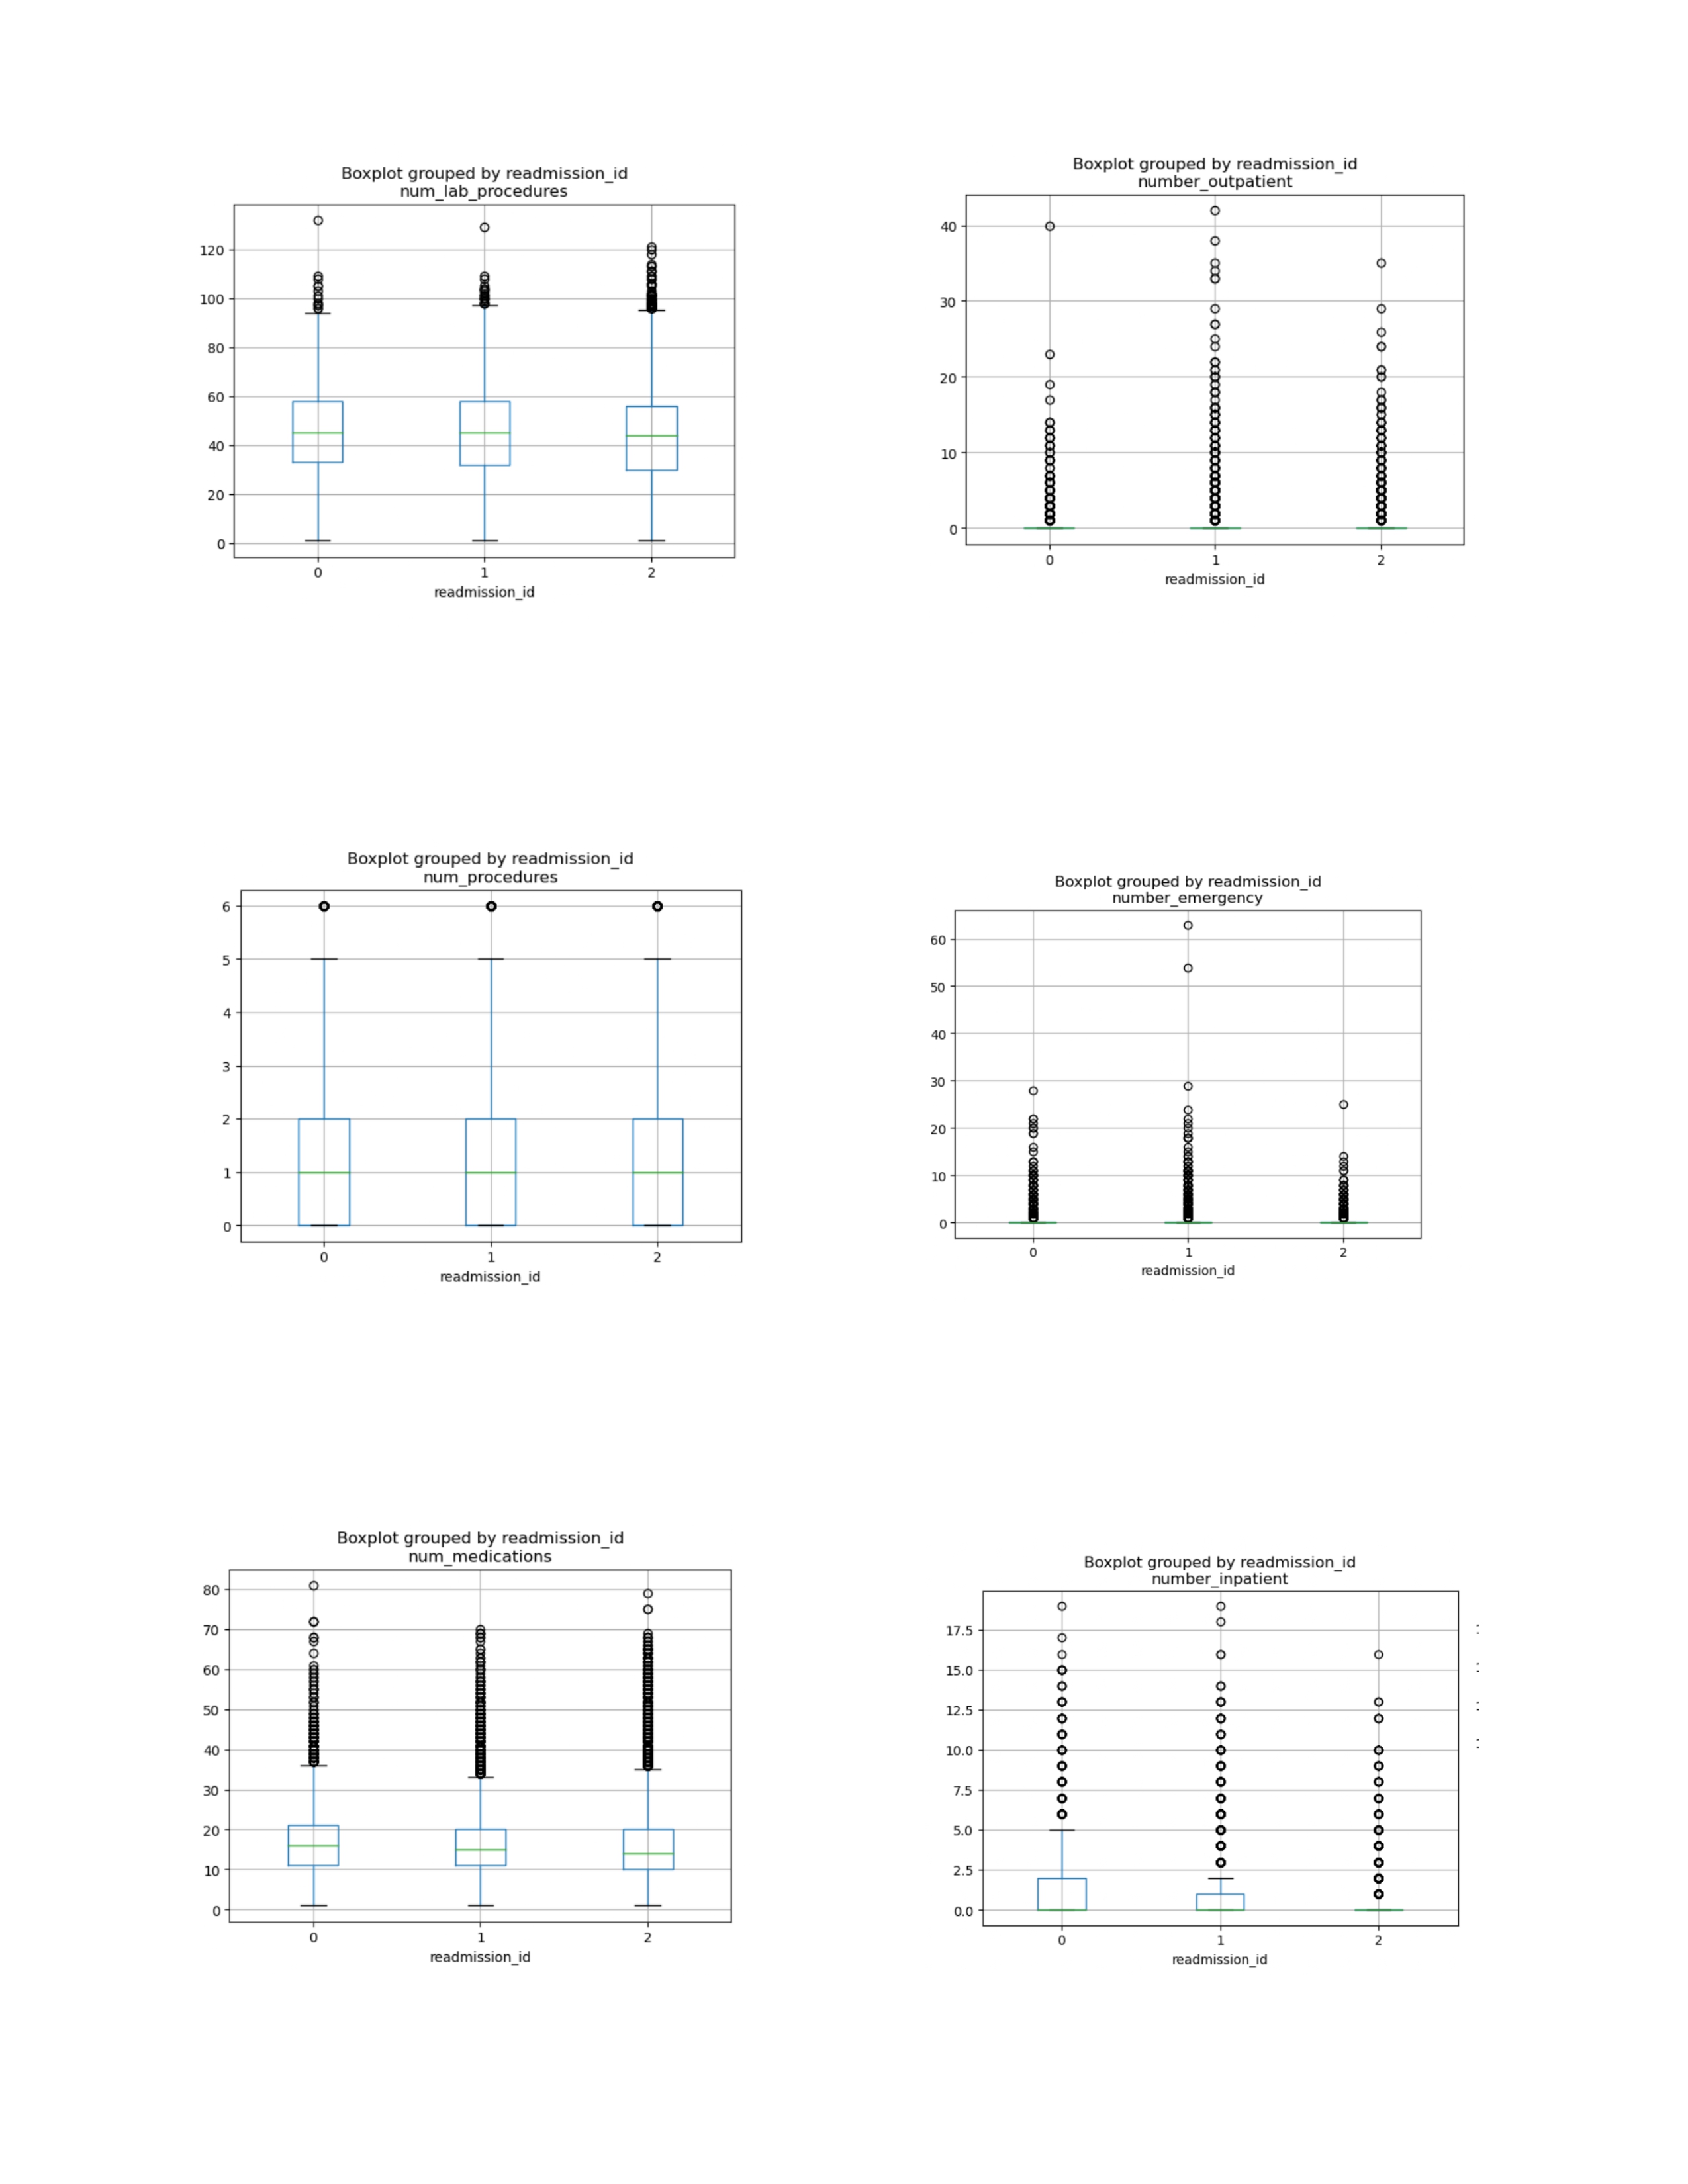 Boxplot grouped by readmission_id
num_lab_procedures
120
100
80
60
40
20
0
0 1 2
readmission_id
Boxplot grouped by readmission_id
number_outpatient
40
30
20
10
0
0 1 2
readmission_id
Boxplot grouped by readmission_id
num_procedures
6
5
4
3
2
1
0
0 1 2
readmission_id
Boxplot grouped by readmission_id
number_emergency
60
50
40
30
20
10
0
0 1 2
readmission_id
Boxplot grouped by readmission_id
num_medications
80
70
60
50
40
30
20
10
0
0 1 2
readmission_id
Boxplot grouped by readmission_id
number_inpatient
17.5
15.0
12.5
10.0
7.5
5.0
2.5
0.0
0 1 2
readmission_id